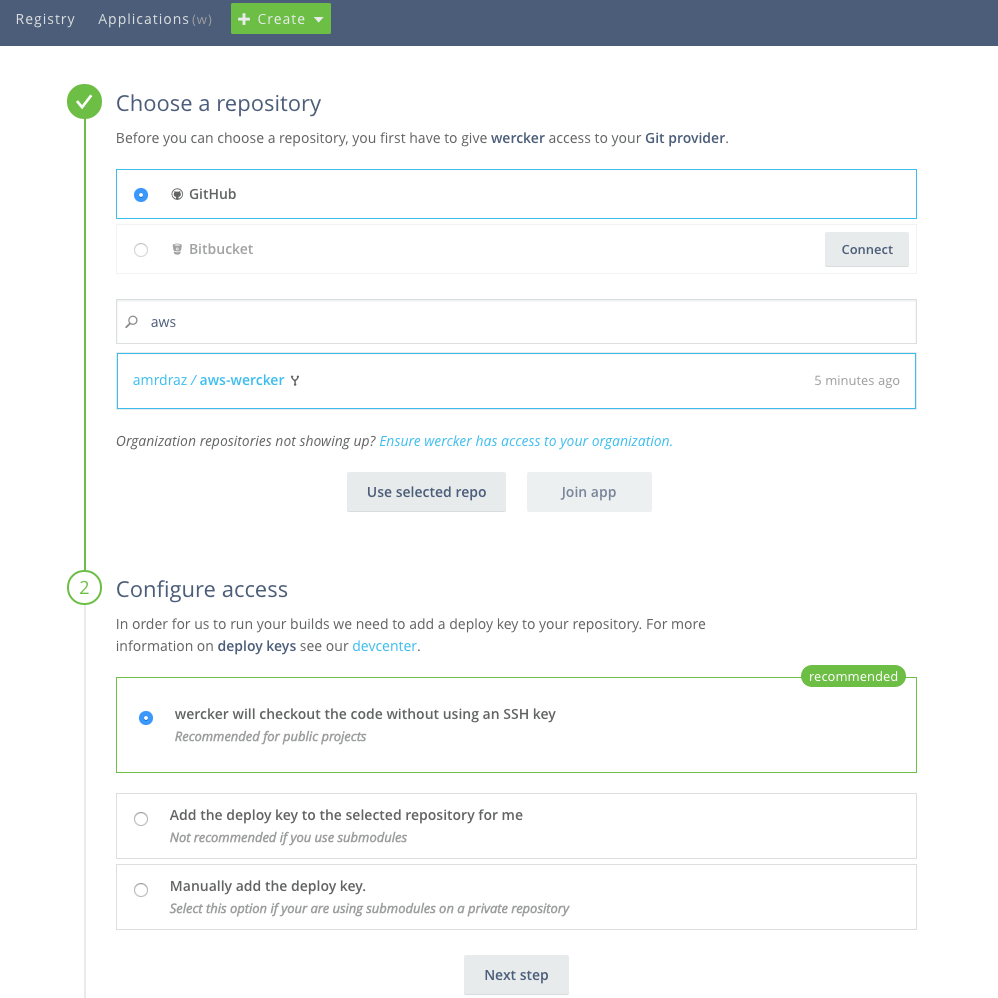 Registry Applications(w) Create
Choose a repository
Before you can choose a repository, you first have to give wercker access to your Git provider.
GitHub
Bitbucket Connect
aws
amrdraz / aws-wercker 5 minutes ago
Organization repositories not showing up? Ensure wercker has access to your organization.
Use selected repo Join app
2 Configure access
In order for us to run your builds we need to add a deploy key to your repository. For more
information on deploy keys see our devcenter.
recommended
wercker will checkout the code without using an SSH key
Recommended for public projects
Add the deploy key to the selected repository for me
Not recommended if you use submodules
Manually add the deploy key.
Select this option if your are using submodules on a private repository
Next step